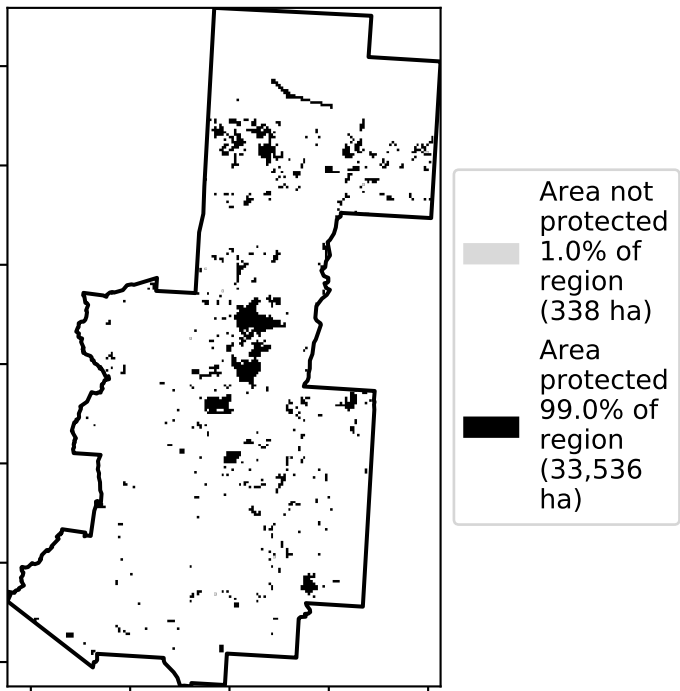 Area not
protected
1.0% of
region
(338 ha)
Area
protected
99.0% of
region
(33,536
ha)